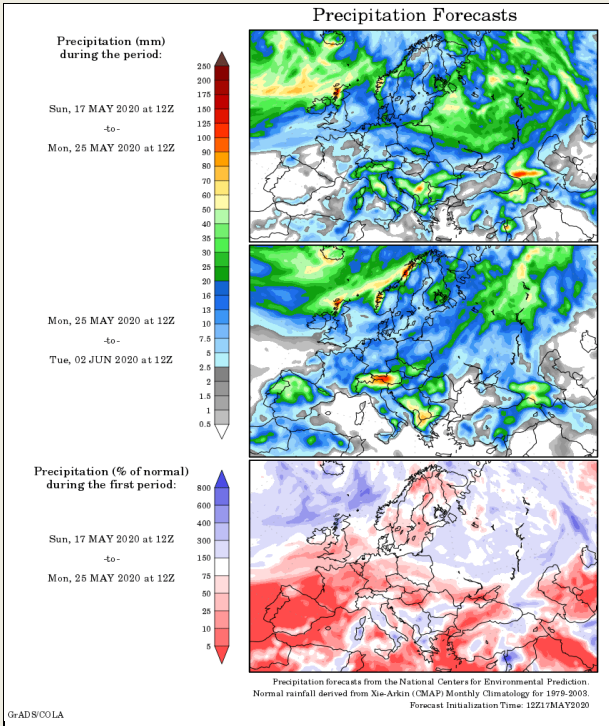 Precipitation Forecasts
Precipitation (mm)
during the period:
Sun, 17 MAY 2020 at 12Z
-to-
Mon, 25 MAY 2020 at 12Z
250
200
175
150
125
100
90
80
70
60
50
40
35
30
25
20
16
13
10
7.5
5
2.5
2
1.5
1
0.5
Mon, 25 MAY 2020 at 12Z
-to-
Tue, 02 JUN 2020 at 12Z
Precipitation (% of normal)
during the first period:
Sun, 17 MAY 2020 at 12Z
-to-
Mon, 25 MAY 2020 at 12Z
800
600
400
300
150
75
50
25
10
5
Precipitation forecasts from the National Centers for Environmental Prediction.
Normal rainfall derived from Xie-Arkin (CMAP) Monthly Climatology for 1979-2003.
Forecast Initialization Time: 12Z17MAY2020
GrADS/COLA